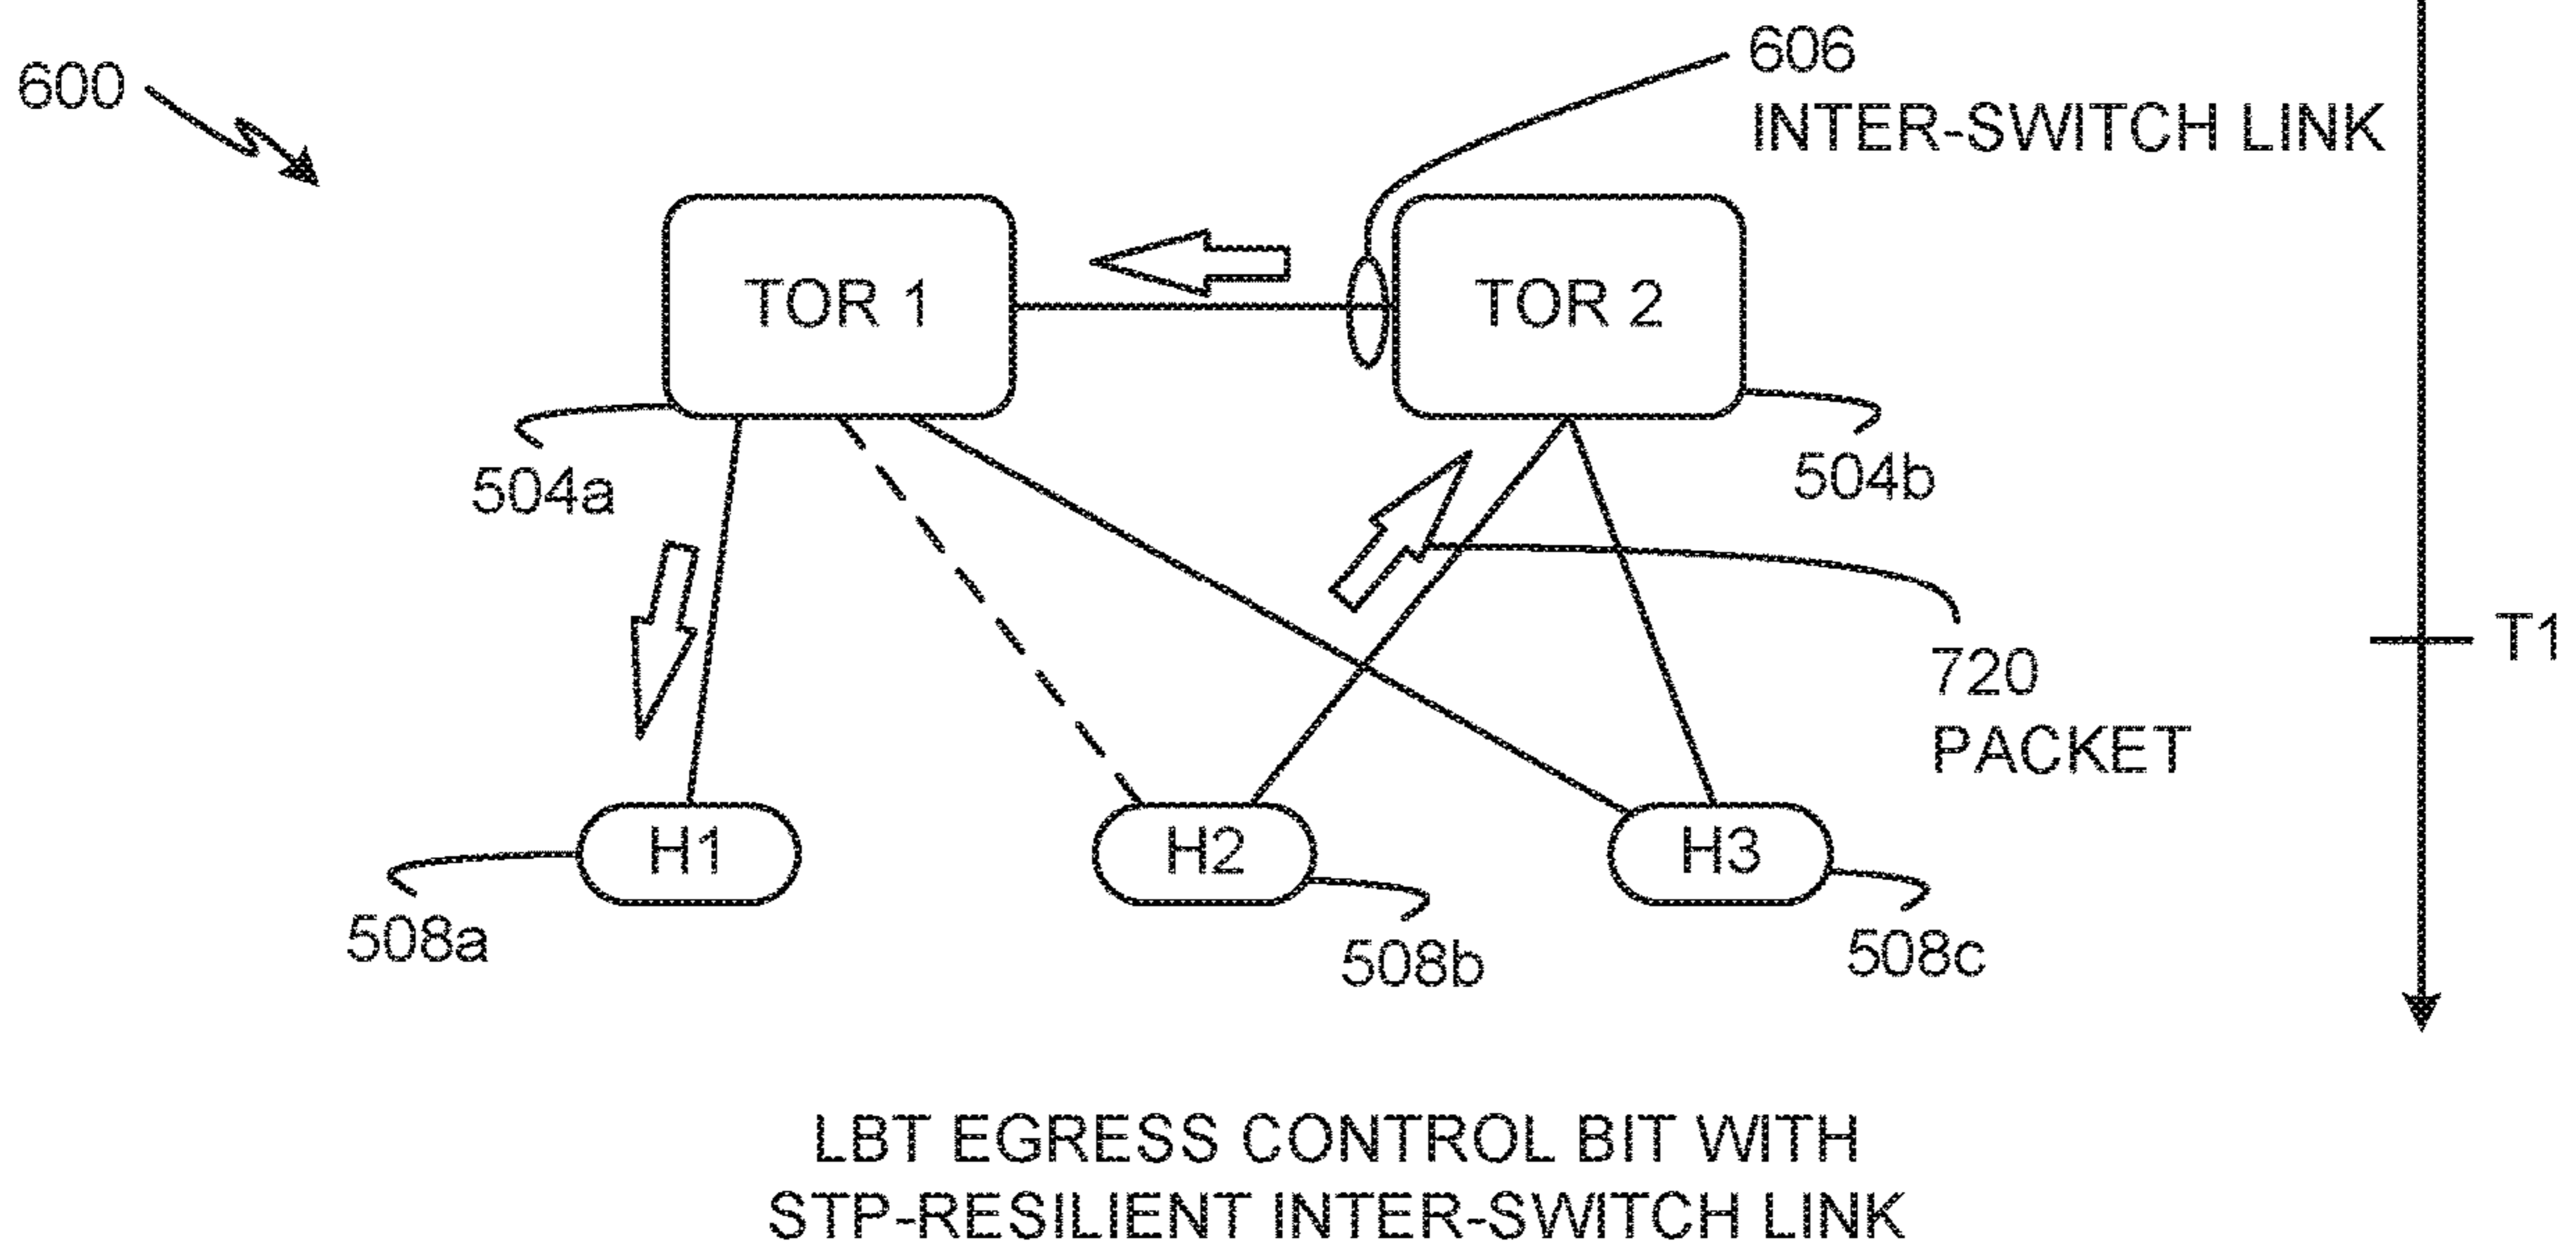 600
606
INTER-SWITCH LINK
TOR 1
TOR 2
504a
504b
T1
720
PACKET
H1
H2
H3
508a
508b
508c
LBT EGRESS CONTROL BIT WITH
STP-RESILIENT INTER-SWITCH LINK